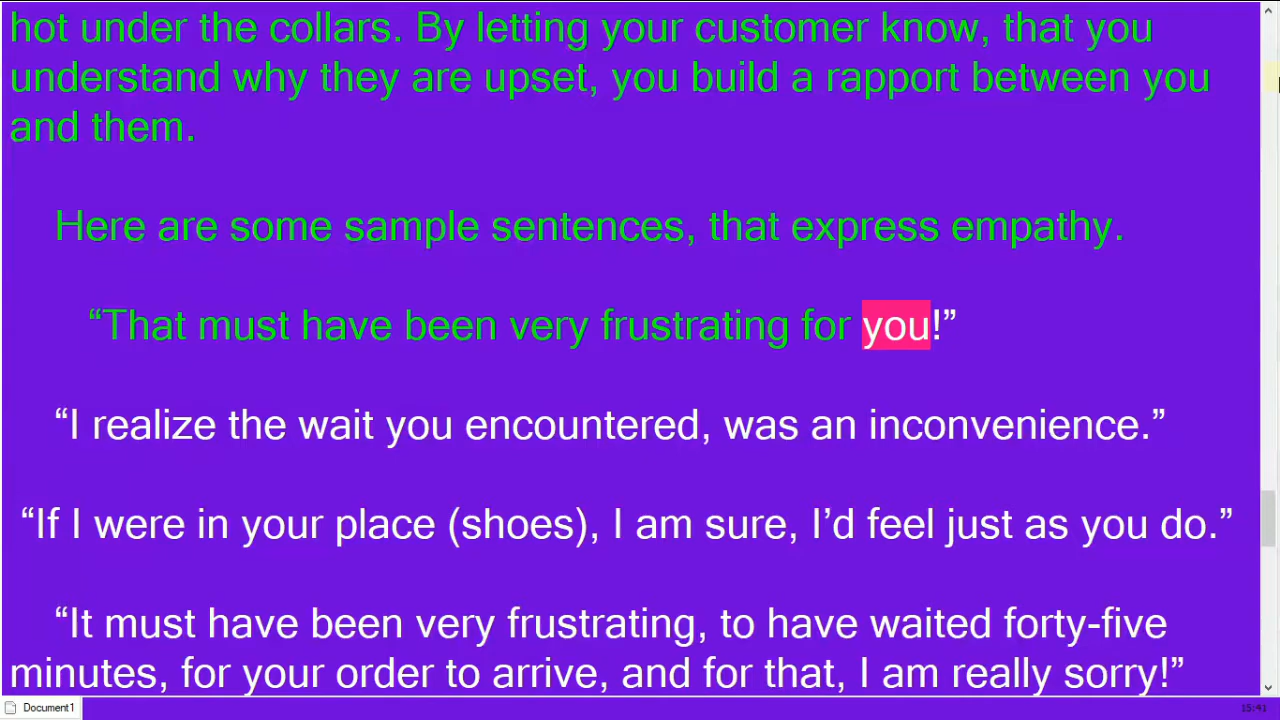 hot under the collars. By letting your customer know, that you
understand why they are upset, you build a rapport between you
and them.
Here are some sample sentences, that express empathy.
“That must have been very frustrating for you!”
“I realize the wait you encountered, was an inconvenience.”
“If I were in your place (shoes), I am sure, I’d feel just as you do.”
“It must have been very frustrating, to have waited forty-five
minutes, for your order to arrive, and for that, I am really sorry!”
Document1
15:41